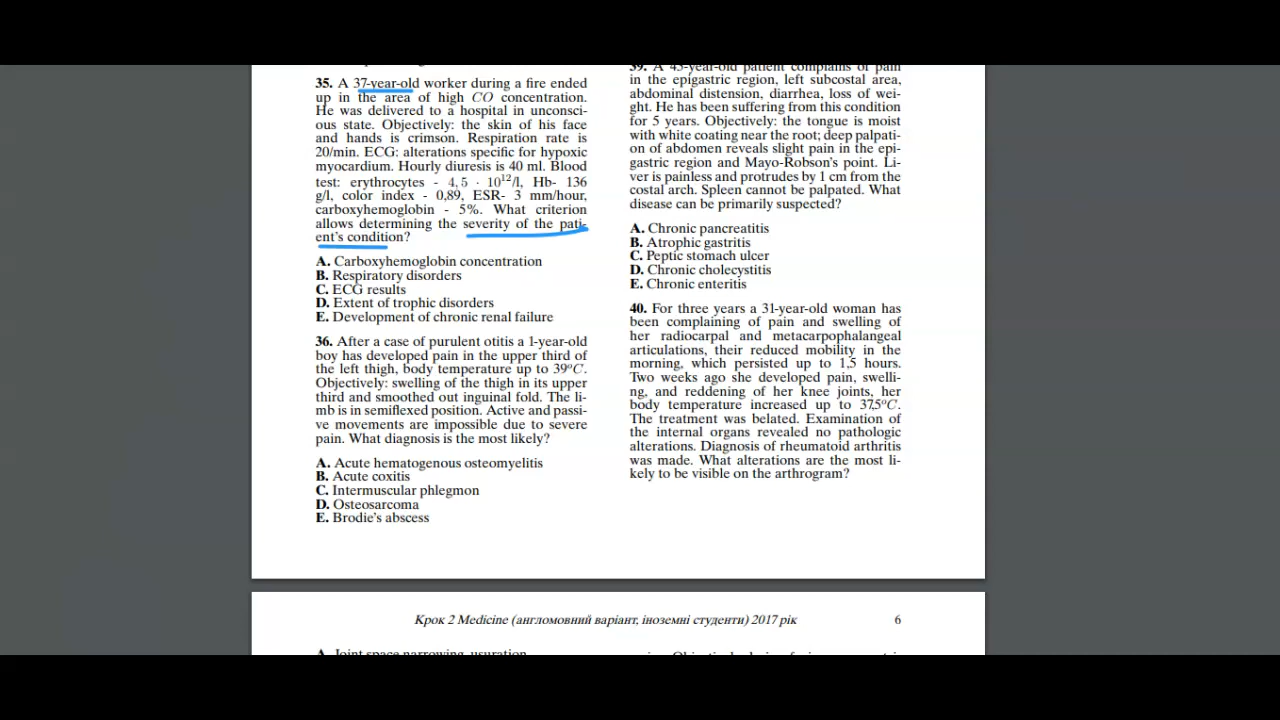 35. A 37-year-old worker during a fire ended
up in the area of high CO concentration.
He was delivered to a hospital in unconsci-
ous state. Objectively: the skin of his face
and hands is crimson. Respiration rate is
20/min. ECG: alterations specific for hypoxic
myocardium. Hourly diuresis is 40 ml. Blood
test: erythrocytes - 4, 5 · 10¹²/l, Hb- 136
g/l, color index - 0,89, ESR- 3 mm/hour,
carboxyhemoglobin - 5%. What criterion
allows determining the severity of the pati-
ent's condition?
A. Carboxyhemoglobin concentration
B. Respiratory disorders
C. ECG results
D. Extent of trophic disorders
E. Development of chronic renal failure
36. After a case of purulent otitis a 1-year-old
boy has developed pain in the upper third of
the left thigh, body temperature up to 39°C.
Objectively: swelling of the thigh in its upper
third and smoothed out inguinal fold. The li-
mb is in semiflexed position. Active and passi-
ve movements are impossible due to severe
pain. What diagnosis is the most likely?
A. Acute hematogenous osteomyelitis
B. Acute coxitis
C. Intermuscular phlegmon
D. Osteosarcoma
E. Brodie's abscess
39. A 45-year-old patient complains of pain
in the epigastric region, left subcostal area,
abdominal distension, diarrhea, loss of wei-
ght. He has been suffering from this condition
for 5 years. Objectively: the tongue is moist
with white coating near the root; deep palpati-
on of abdomen reveals slight pain in the epi-
gastric region and Mayo-Robson's point. Li-
ver is painless and protrudes by 1 cm from the
costal arch. Spleen cannot be palpated. What
disease can be primarily suspected?
A. Chronic pancreatitis
B. Atrophic gastritis
C. Peptic stomach ulcer
D. Chronic cholecystitis
E. Chronic enteritis
40. For three years a 31-year-old woman has
been complaining of pain and swelling of
her radiocarpal and metacarpophalangeal
articulations, their reduced mobility in the
morning, which persisted up to 1,5 hours.
Two weeks ago she developed pain, swelli-
ng, and reddening of her knee joints, her
body temperature increased up to 37,5°C.
The treatment was belated. Examination of
the internal organs revealed no pathologic
alterations. Diagnosis of rheumatoid arthritis
was made. What alterations are the most li-
kely to be visible on the arthrogram?
Крок 2 Medicine (англомовний варіант, іноземні студенти) 2017 рік 6
A. Joint space narrowing, usuration